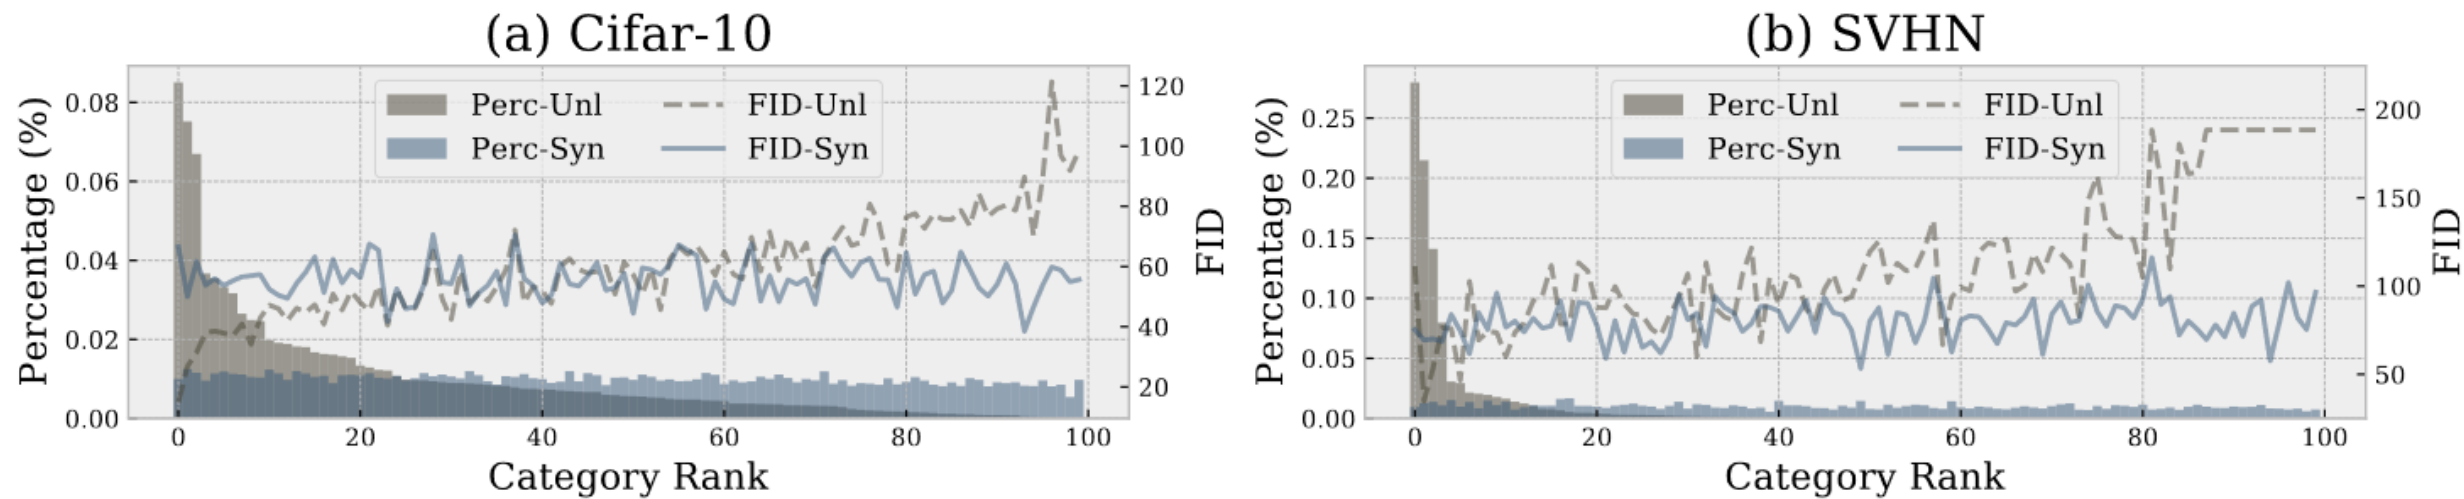 (a) Cifar-10
Percentage (%)
0.08
0.06
0.04
0.02
0.00
Perc-Unl
Perc-Syn
FID-Unl
FID-Syn
120
100
80
60
40
20
FID
0 20 40 60 80 100
Category Rank
(b) SVHN
Percentage (%)
0.25
0.20
0.15
0.10
0.05
0.00
Perc-Unl
Perc-Syn
FID-Unl
FID-Syn
200
150
100
50
FID
0 20 40 60 80 100
Category Rank